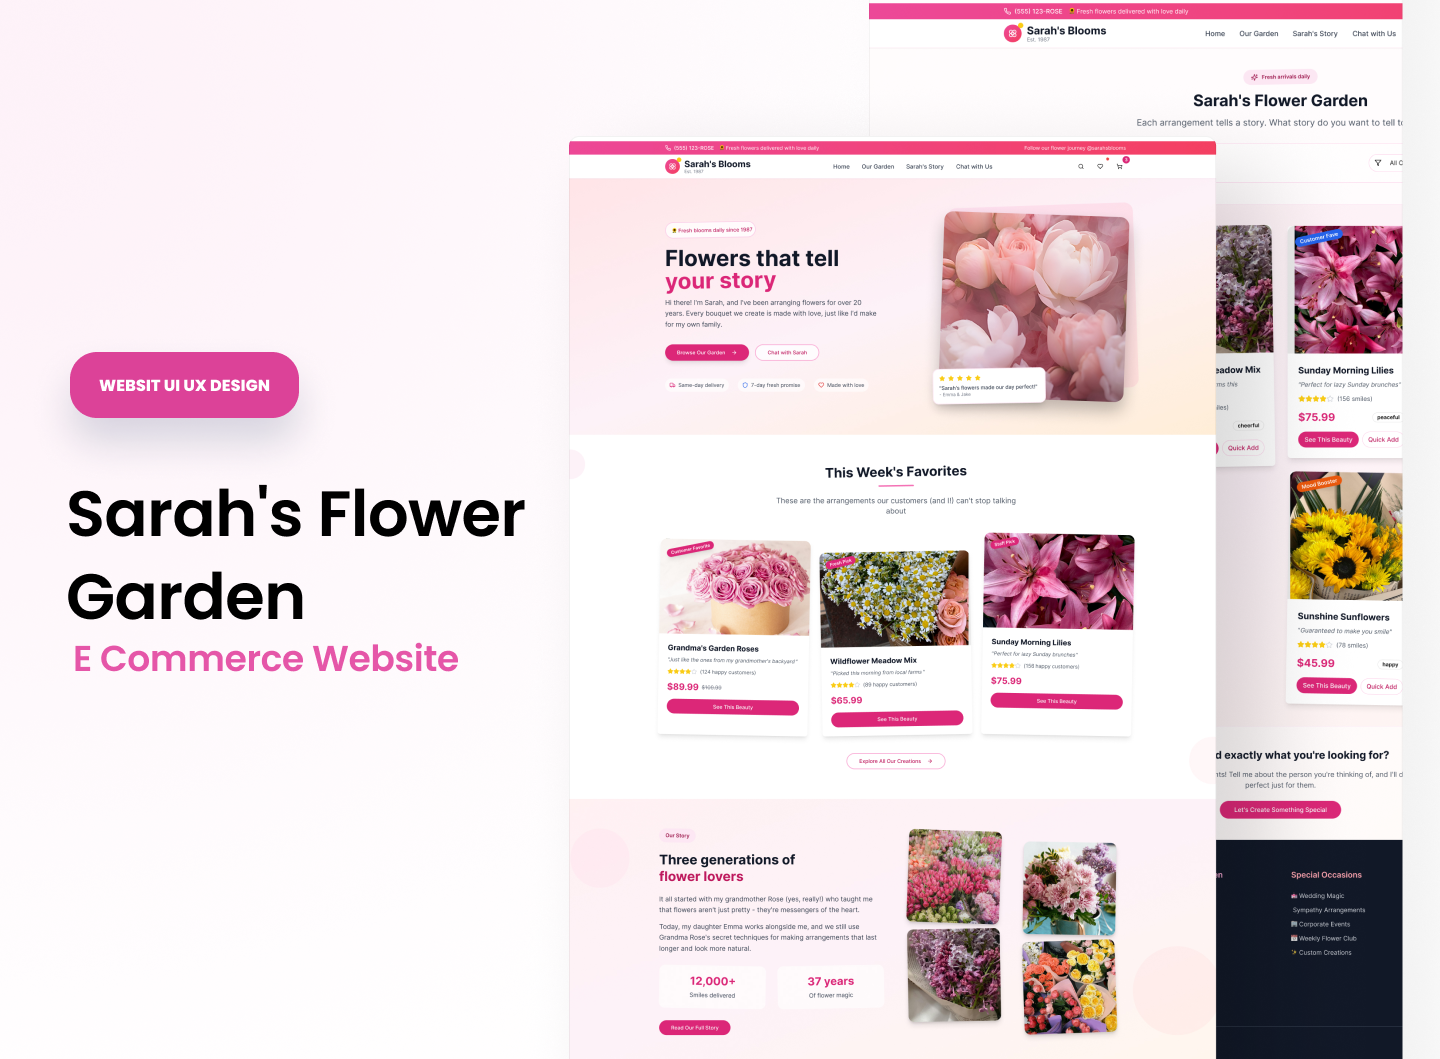 WEBSIT UI UX DESIGN
Sarah's Flower
Garden
E Commerce Website
(555) 123-ROSE
Fresh flowers delivered with love daily
Sarah's Blooms
Est. 1987
Home
Our Garden
Sarah's Story
Chat with Us
Fresh arrivals daily
Sarah's Flower Garden
Each arrangement tells a story. What story do you want to tell
All
Customer Fave
eadow Mix
ms this
iles)
cheerful
Quick Add
Sunday Morning Lilies
"Perfect for lazy Sunday brunches"
(156 smiles)
$75.99
peaceful
See This Beauty
Quick Add
Mood Booster
Sunshine Sunflowers
"Guaranteed to make you smile"
(78 smiles)
$45.99
happy
See This Beauty
Quick Add
d exactly what you're looking for?
nts! Tell me about the person you're thinking of, and I'll
perfect just for them.
Let's Create Something Special
en
Special Occasions
Wedding Magic
Sympathy Arrangements
Corporate Events
Weekly Flower Club
Custom Creations
(555) 123-ROSE
Fresh flowers delivered with love daily
Follow our flower journey @sarahsblooms
Sarah's Blooms
Est. 1987
Home
Our Garden
Sarah's Story
Chat with Us
Fresh blooms daily since 1987
Flowers that tell
your story
Hi there! I'm Sarah, and I've been arranging flowers for over 20
years. Every bouquet we create is made with love, just like I'd make
for my own family.
Browse Our Garden →
Chat with Sarah
Same-day delivery
7-day fresh promise
Made with love
"Sarah's flowers made our day perfect!"
- Emma & Jake
This Week's Favorites
These are the arrangements our customers (and I!) can't stop talking
about
Customer Favorite
Grandma's Garden Roses
"Just like the ones from my grandmother's backyard"
(124 happy customers)
$89.99
See This Beauty
Fresh Pick
Wildflower Meadow Mix
"Picked this morning from local farms"
(89 happy customers)
$65.99
See This Beauty
Staff Pick
Sunday Morning Lilies
"Perfect for lazy Sunday brunches"
(156 happy customers)
$75.99
See This Beauty
Explore All Our Creations →
Our Story
Three generations of
flower lovers
It all started with my grandmother Rose (yes, really!) who taught me
that flowers aren't just pretty - they're messengers of the heart.
Today, my daughter Emma works alongside me, and we still use
Grandma Rose's secret techniques for making arrangements that last
longer and look more natural.
12,000+
Smiles delivered
37 years
Of flower magic
Read Our Full Story